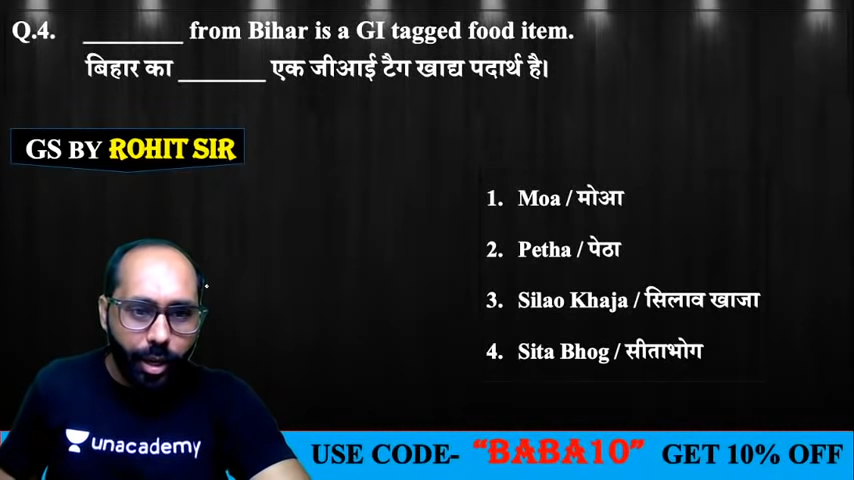 Q.4. ________ from Bihar is a GI tagged food item.
बिहार का _______ एक जीआई टैग खाद्य पदार्थ है।
GS BY ROHIT SIR
1. Moa / मोआ
2. Petha / पेठा
3. Silao Khaja / सिलाव खाजा
4. Sita Bhog / सीताभोग
unacademy
USE CODE- "BABA10" GET 10% OFF